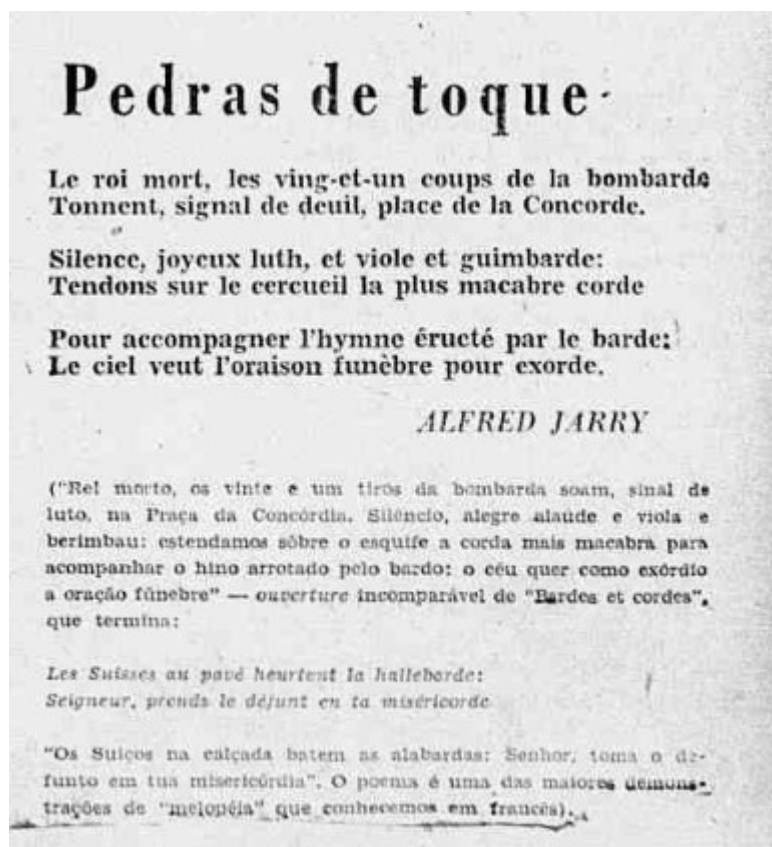 Pedras de toque
Le roi mort, les ving-et-un coups de la bombarde
Tonnent, signal de deuil, place de la Concorde.
Silence, joyeux luth, et viole et guimbarde:
Tendons sur le cercueil la plus macabre corde
Pour accompagner l'hymne éructé par le barde;
Le ciel veut l'oraison funèbre pour exorde.
ALFRED JARRY
("Rei morto, os vinte e um tiros da bombarda soam, sinal de
luto, na Praça da Concórdia. Silêncio, alegre alaúde e viola e
berimbau: estendamos sôbre o esquife a corda mais macabra para
acompanhar o hino arrotado pelo bardo: o céu quer como exórdio
a oração fúnebre" — ouverture incomparável de "Bardes et cordes",
que termina:
Les Suisses au pavé heurtent la halleborde:
Seigneur, prends le défunt en ta miséricorde
"Os Suíços na calçada batem as alabardas: Senhor, toma o de-
funto em tua misericórdia". O poema é uma das maiores demons-
trações de "melopéia" que conhecemos em francês).